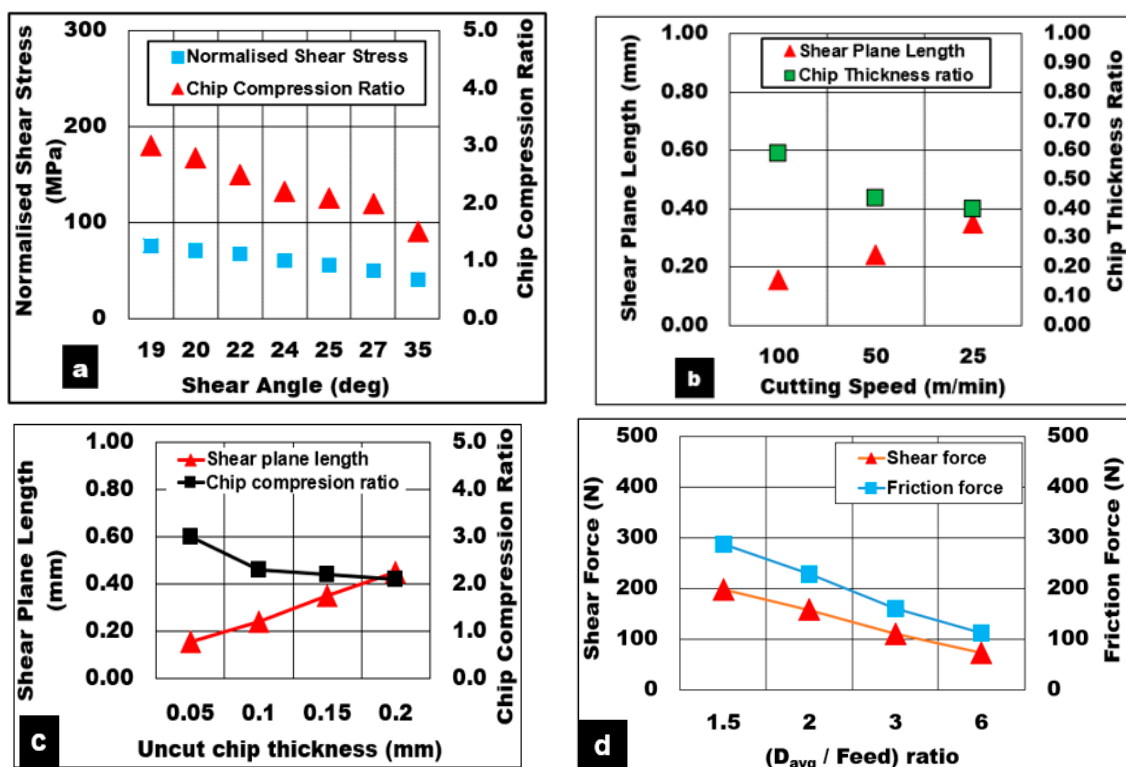 Normalised Shear Stress
(MPa)
300
200
100
0
Normalised Shear Stress
Chip Compression Ratio
5.0
4.0
3.0
2.0
1.0
0.0
Chip Compression Ratio
19 20 22 24 25 27 35
Shear Angle (deg)
a
Shear Plane Length (mm)
1.00
0.80
0.60
0.40
0.20
0.00
Shear Plane Length
Chip Thickness ratio
1.00
0.90
0.80
0.70
0.60
0.50
0.40
0.30
0.20
0.10
0.00
Chip Thickness Ratio
100 50 25
Cutting Speed (m/min)
b
Shear Plane Length
(mm)
1.00
0.80
0.60
0.40
0.20
0.00
Shear plane length
Chip compresion ratio
5.0
4.0
3.0
2.0
1.0
0.0
Chip Compression Ratio
0.05 0.1 0.15 0.2
Uncut chip thickness (mm)
c
Shear Force (N)
500
400
300
200
100
0
Shear force
Friction force
500
400
300
200
100
0
Friction Force (N)
1.5 2 3 6
(Davg / Feed) ratio
d